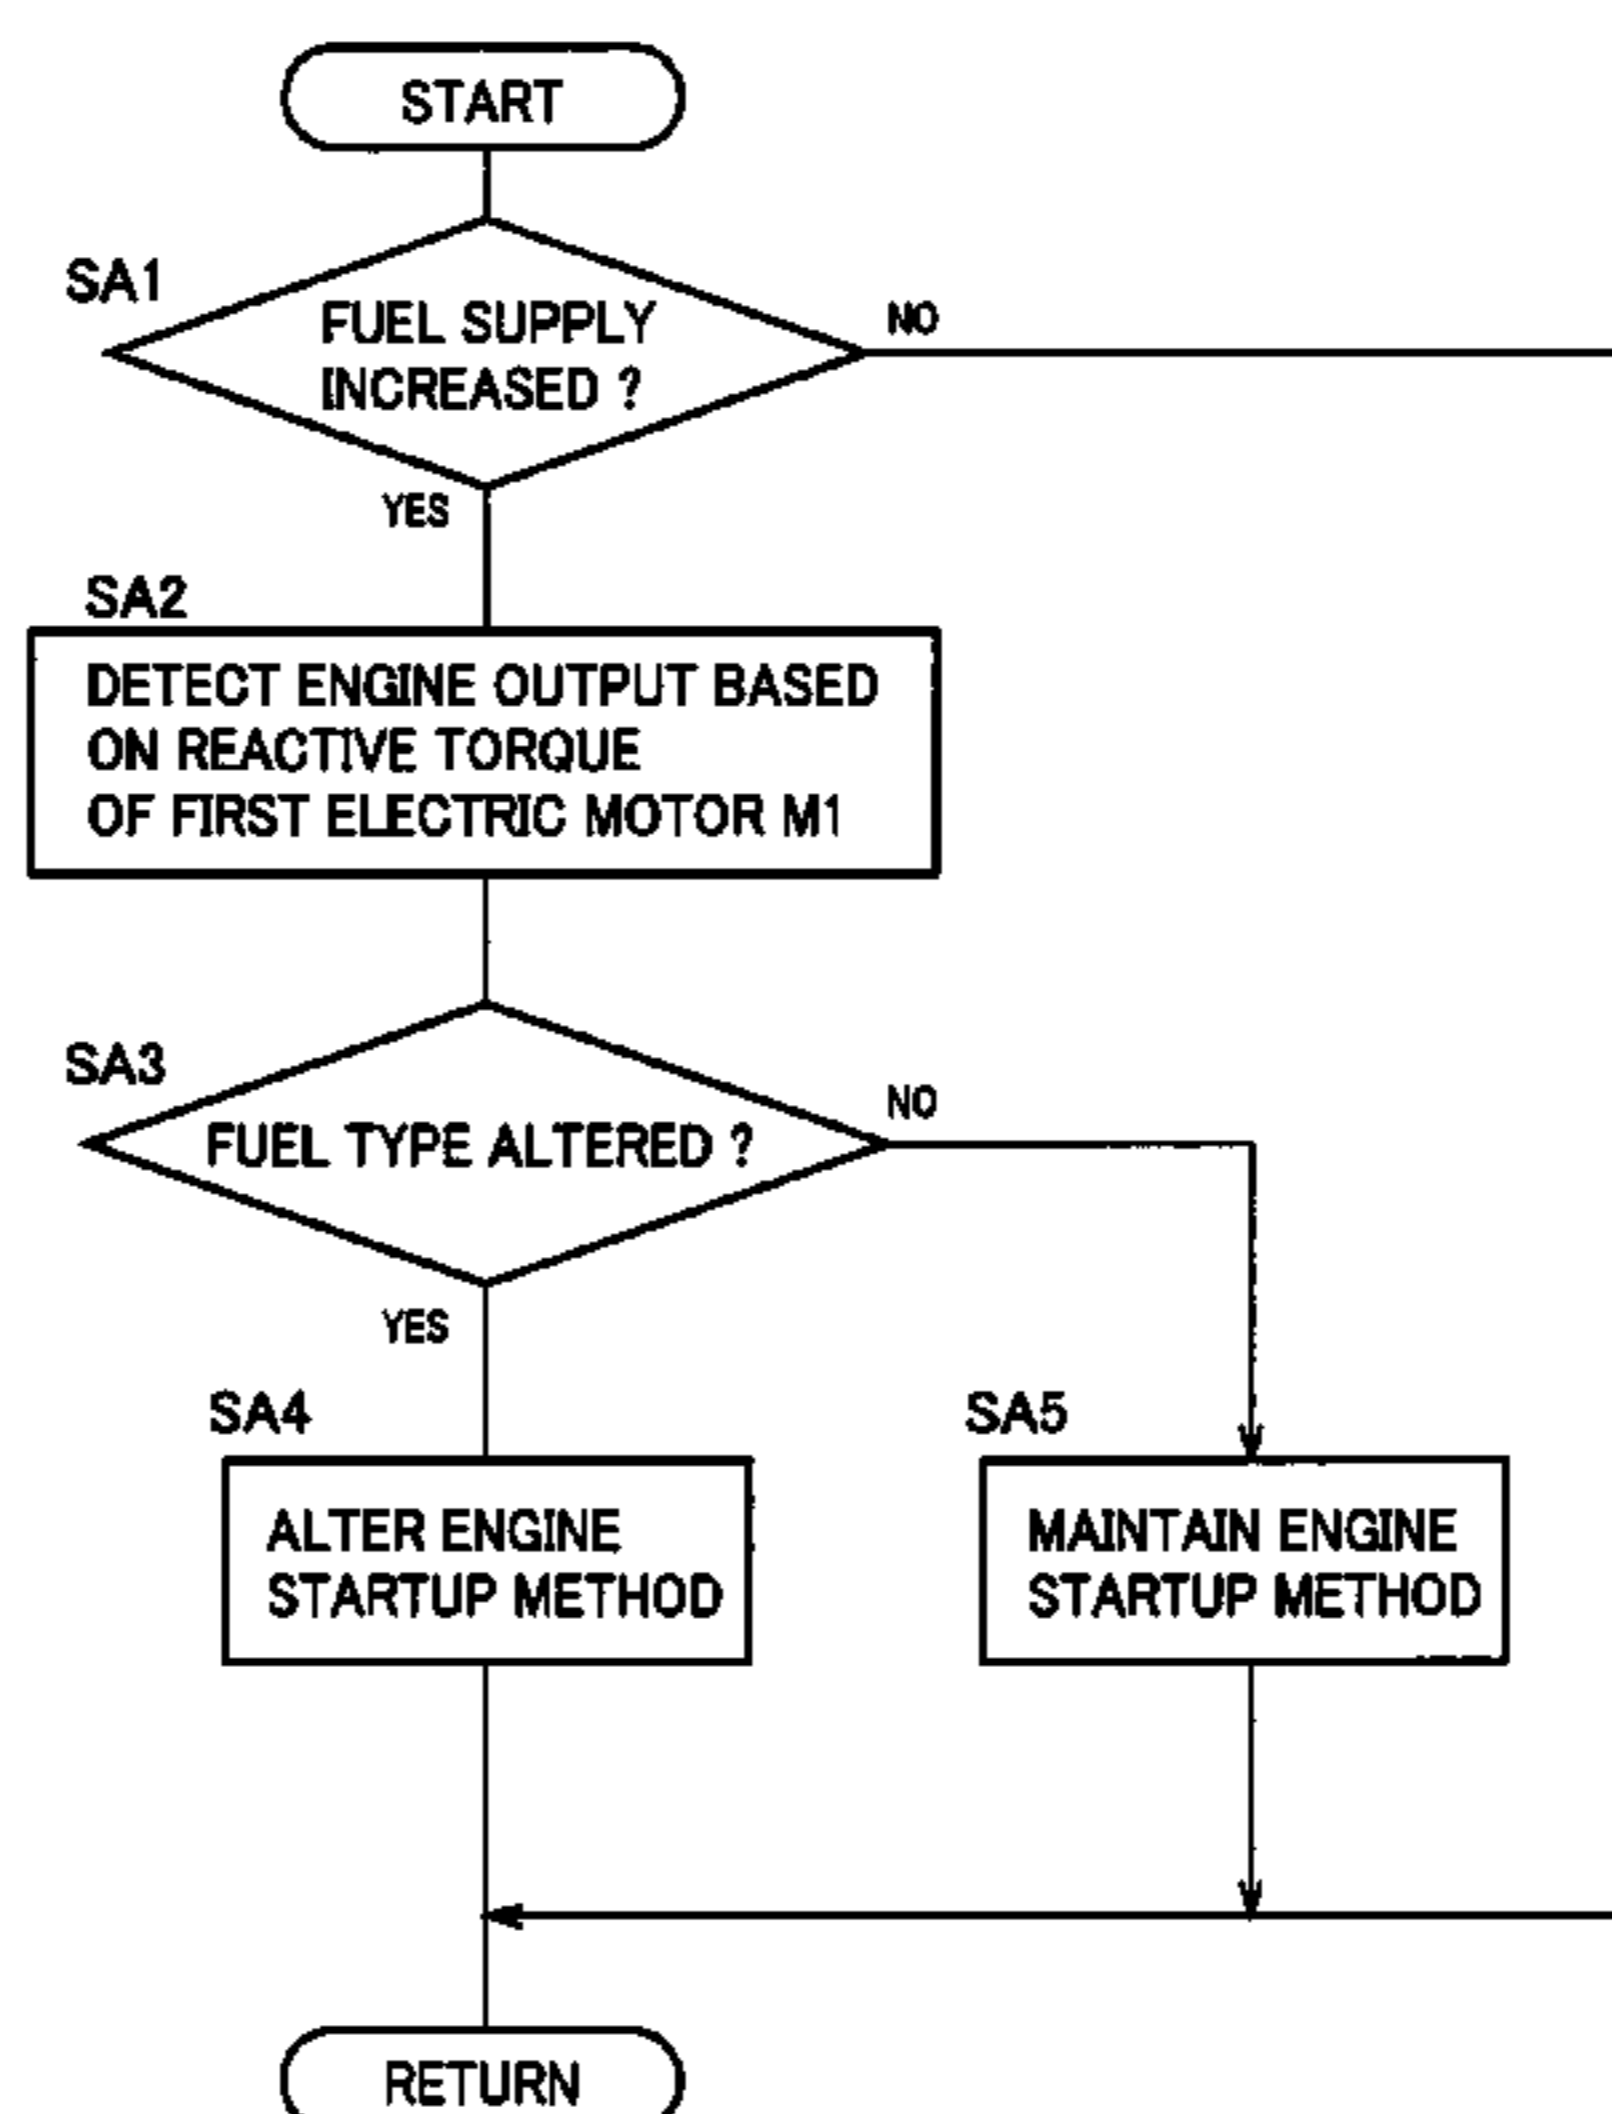 START
SA1
FUEL SUPPLY
INCREASED ?
NO
YES
SA2
DETECT ENGINE OUTPUT BASED
ON REACTIVE TORQUE
OF FIRST ELECTRIC MOTOR M1
SA3
FUEL TYPE ALTERED ?
NO
YES
SA4
ALTER ENGINE
STARTUP METHOD
SA5
MAINTAIN ENGINE
STARTUP METHOD
RETURN